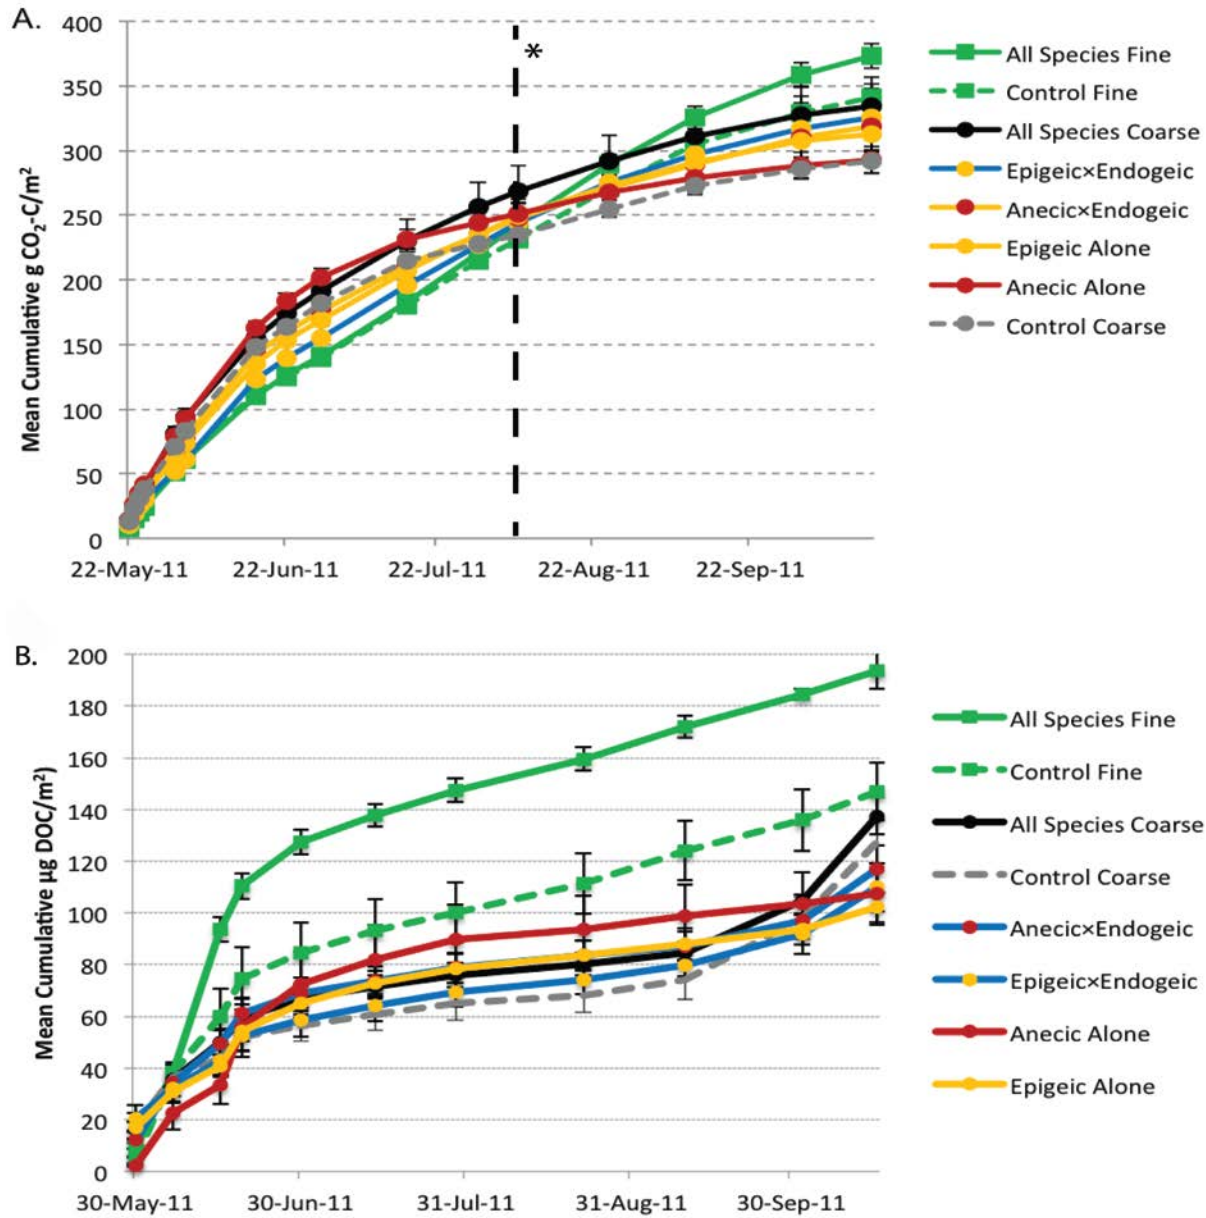 A.
Mean Cumulative g CO₂-C/m²
400
350
300
250
200
150
100
50
0
*
22-May-11 22-Jun-11 22-Jul-11 22-Aug-11 22-Sep-11
All Species Fine
Control Fine
All Species Coarse
Epigeic×Endogeic
Anecic×Endogeic
Epigeic Alone
Anecic Alone
Control Coarse
B.
Mean Cumulative µg DOC/m²)
200
180
160
140
120
100
80
60
40
20
0
30-May-11 30-Jun-11 31-Jul-11 31-Aug-11 30-Sep-11
All Species Fine
Control Fine
All Species Coarse
Control Coarse
Anecic×Endogeic
Epigeic×Endogeic
Anecic Alone
Epigeic Alone